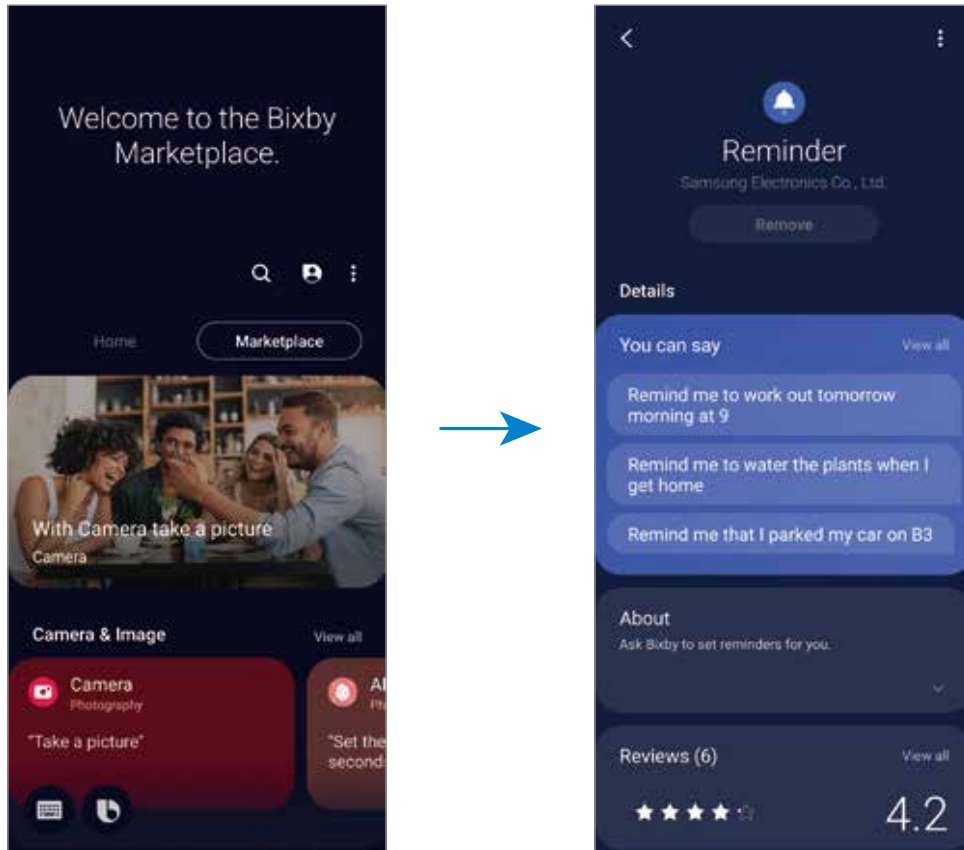 Welcome to the Bixby
Marketplace.
Home
Marketplace
With Camera take a picture
Camera
Camera & Image
View all
Camera
Photography
"Take a picture"
"Set the
Reminder
Samsung Electronics Co., Ltd.
Remove
Details
You can say
View all
Remind me to work out tomorrow
morning at 9
Remind me to water the plants when I
get home
Remind me that I parked my car on B3
About
Ask Bixby to set reminders for you.
Reviews (6)
View all
4.2